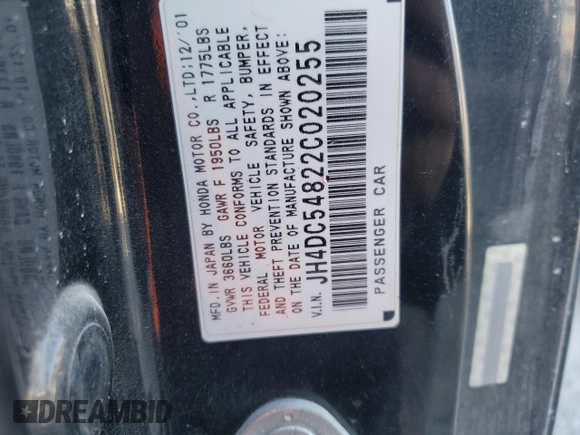 MFD. IN JAPAN BY HONDA MOTOR CO.,LTD;12/'01
GVWR 3660LBS GAWR F 1950LBS R 1775LBS
THIS VEHICLE CONFORMS TO ALL APPLICABLE
FEDERAL MOTOR VEHICLE SAFETY, BUMPER,
AND THEFT PREVENTION STANDARDS IN EFFECT
ON THE DATE OF MANUFACTURE SHOWN ABOVE:
V.I.N. JH4DC54822C020255
PASSENGER CAR
DREAMBID